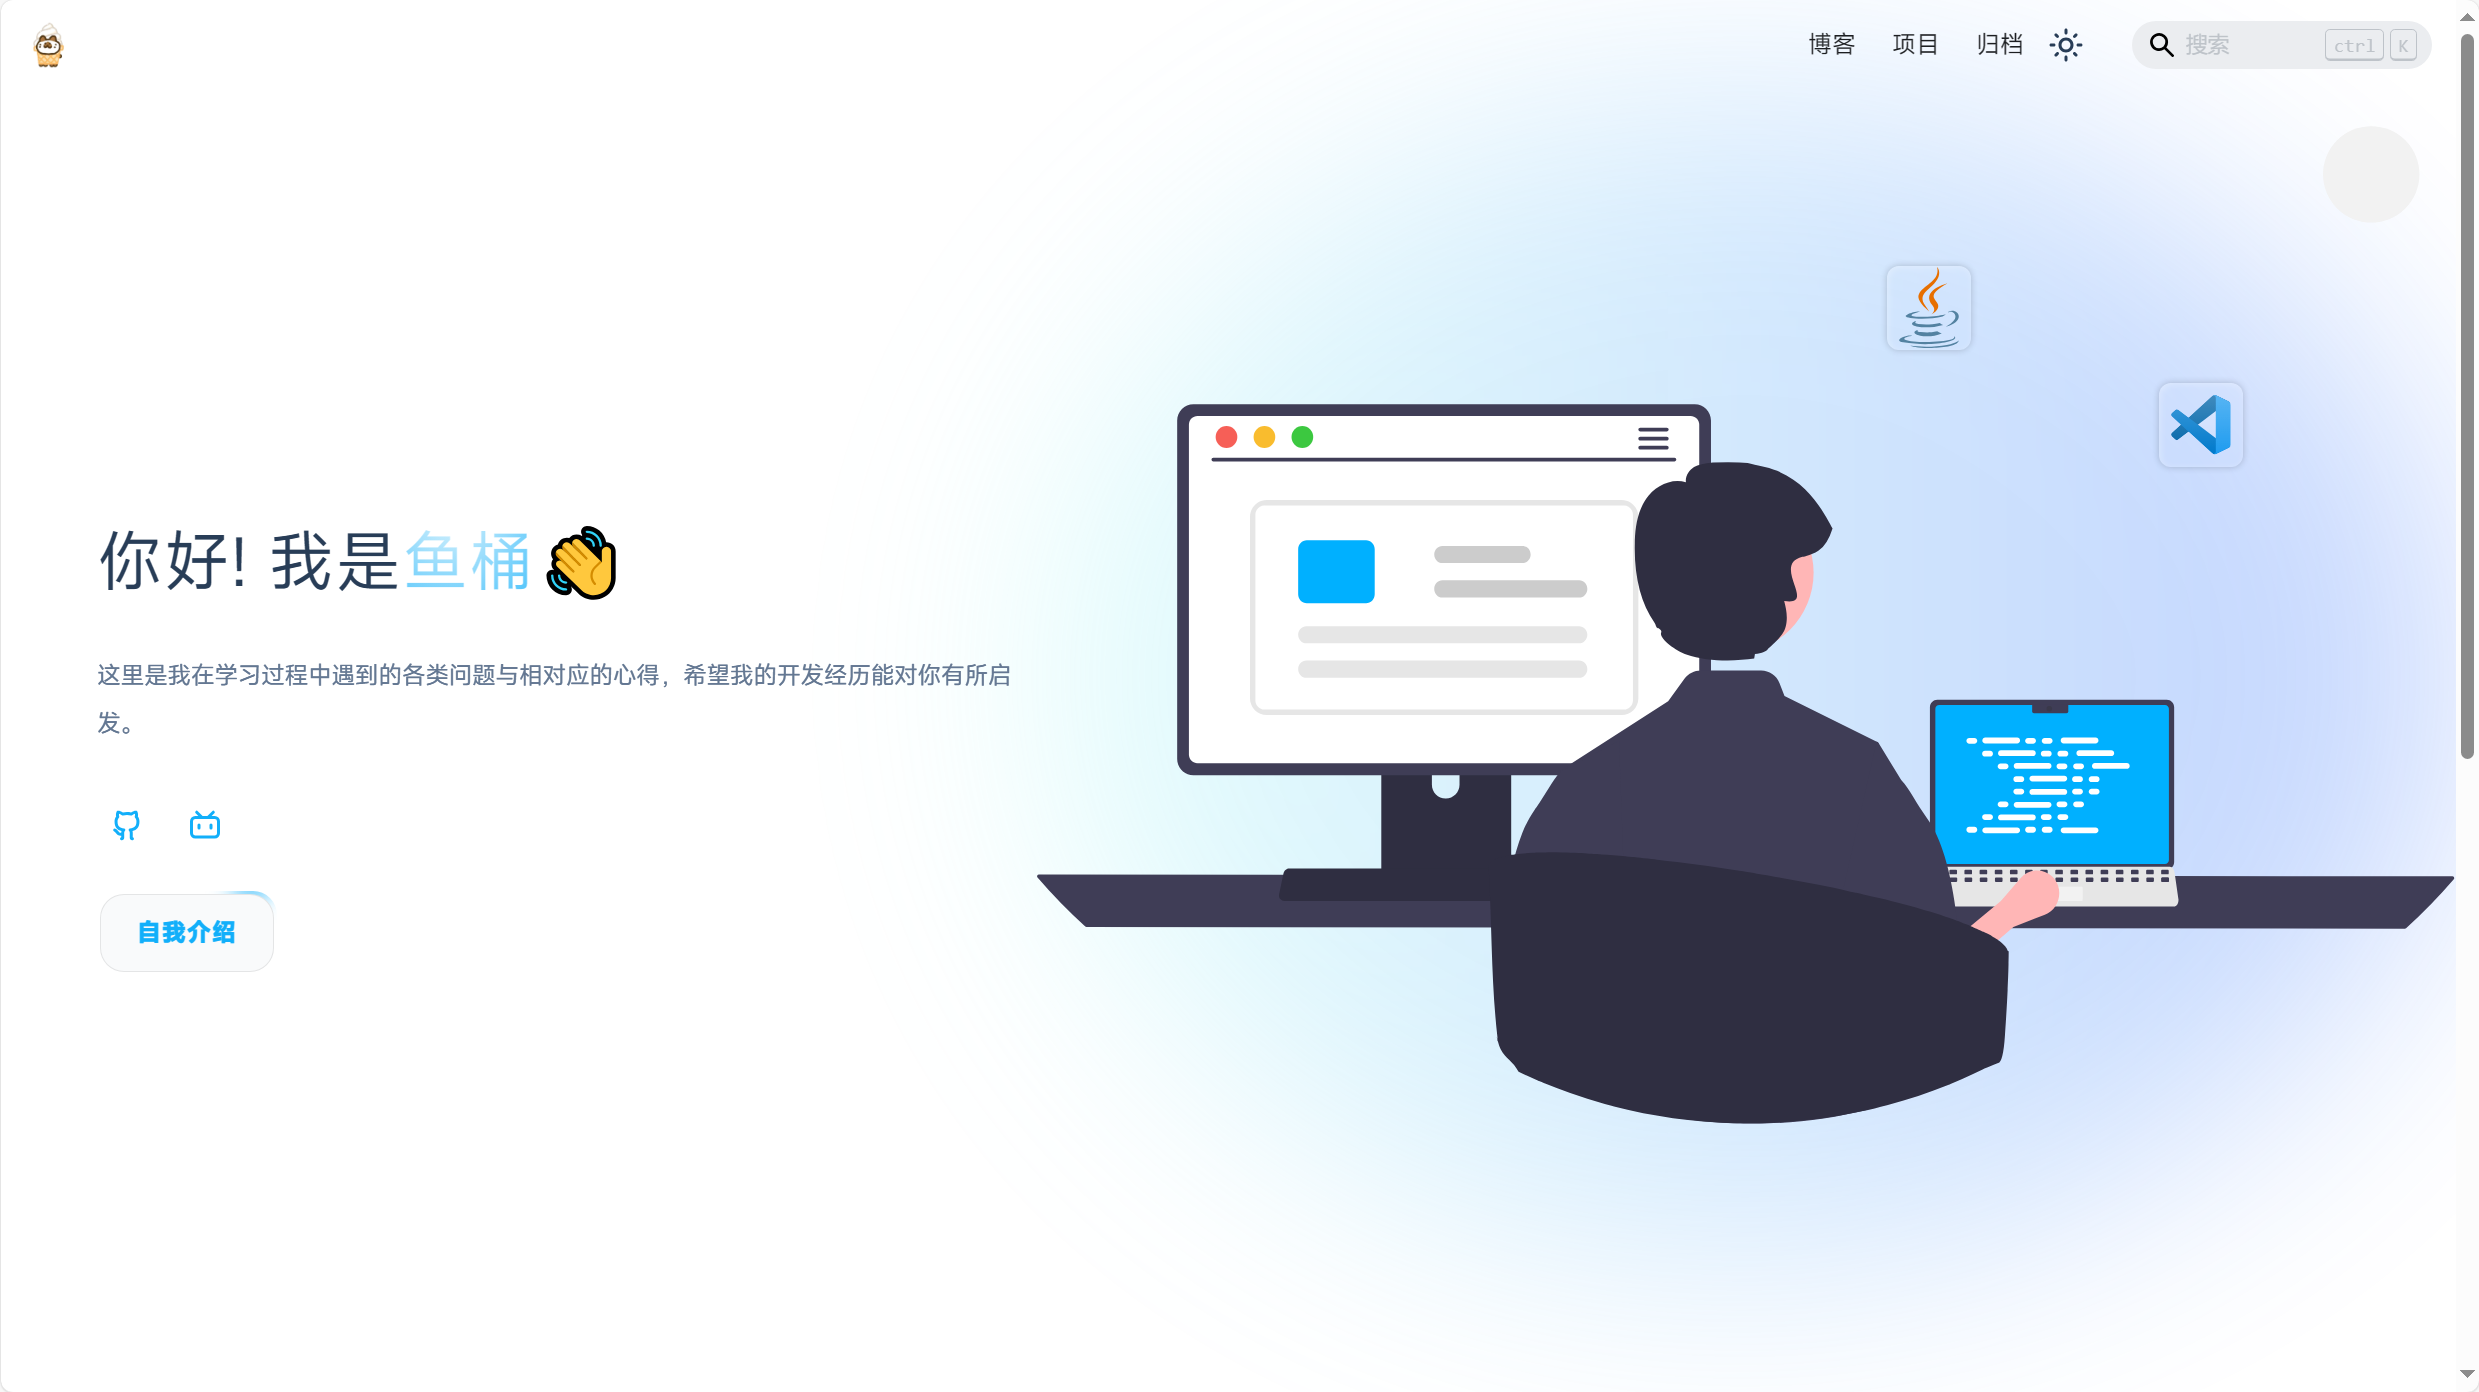 博客 项目 归档 搜索 ctrl K
你好! 我是鱼桶👋
这里是我在学习过程中遇到的各类问题与相对应的心得，希望我的开发经历能对你有所启
发。
自我介绍